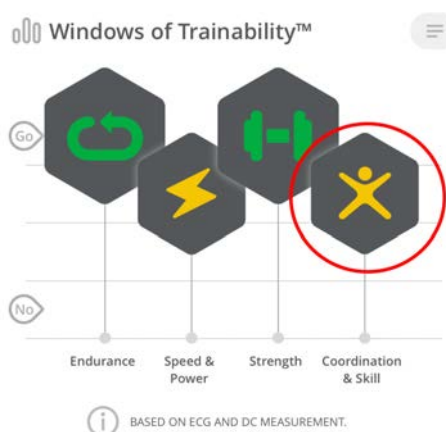 Windows of Trainability™
Go
No
Endurance
Speed &
Power
Strength
Coordination
& Skill
BASED ON ECG AND DC MEASUREMENT.